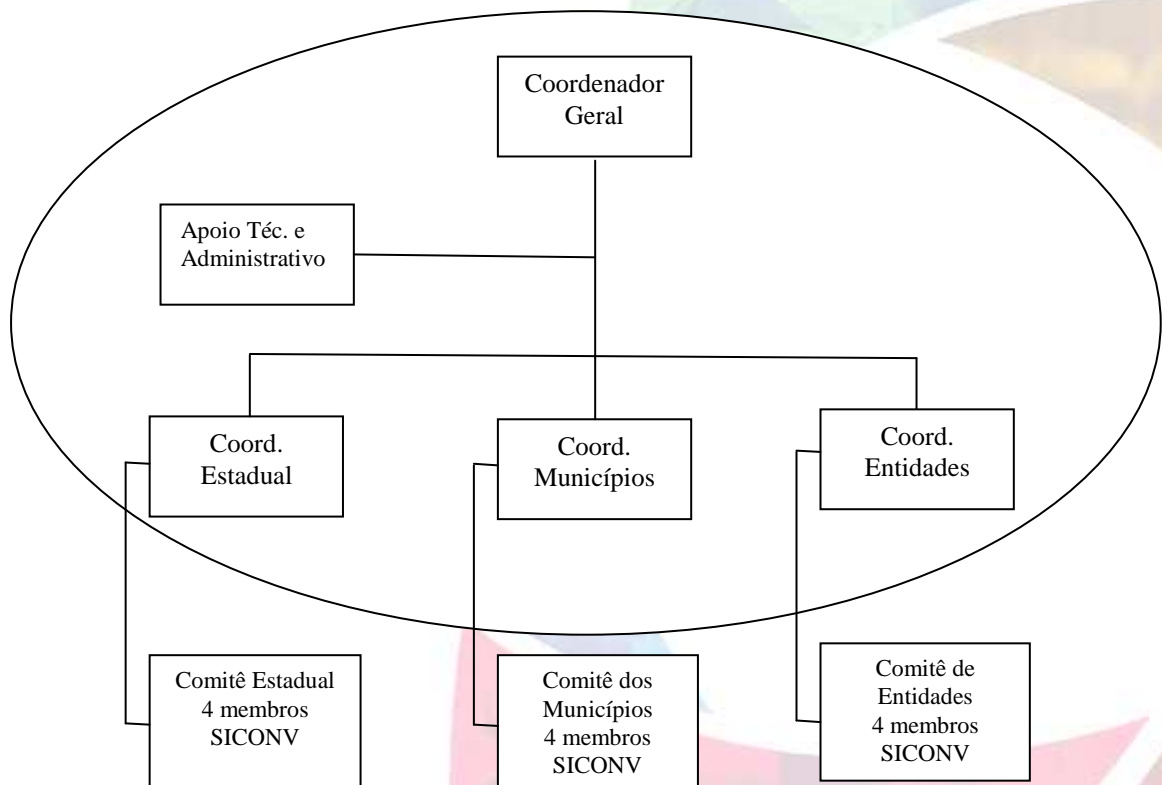 Coordenador
Geral
Apoio Téc. e
Administrativo
Coord.
Estadual
Coord.
Municípios
Coord.
Entidades
Comitê Estadual
4 membros
SICONV
Comitê dos
Municípios
4 membros
SICONV
Comitê de
Entidades
4 membros
SICONV